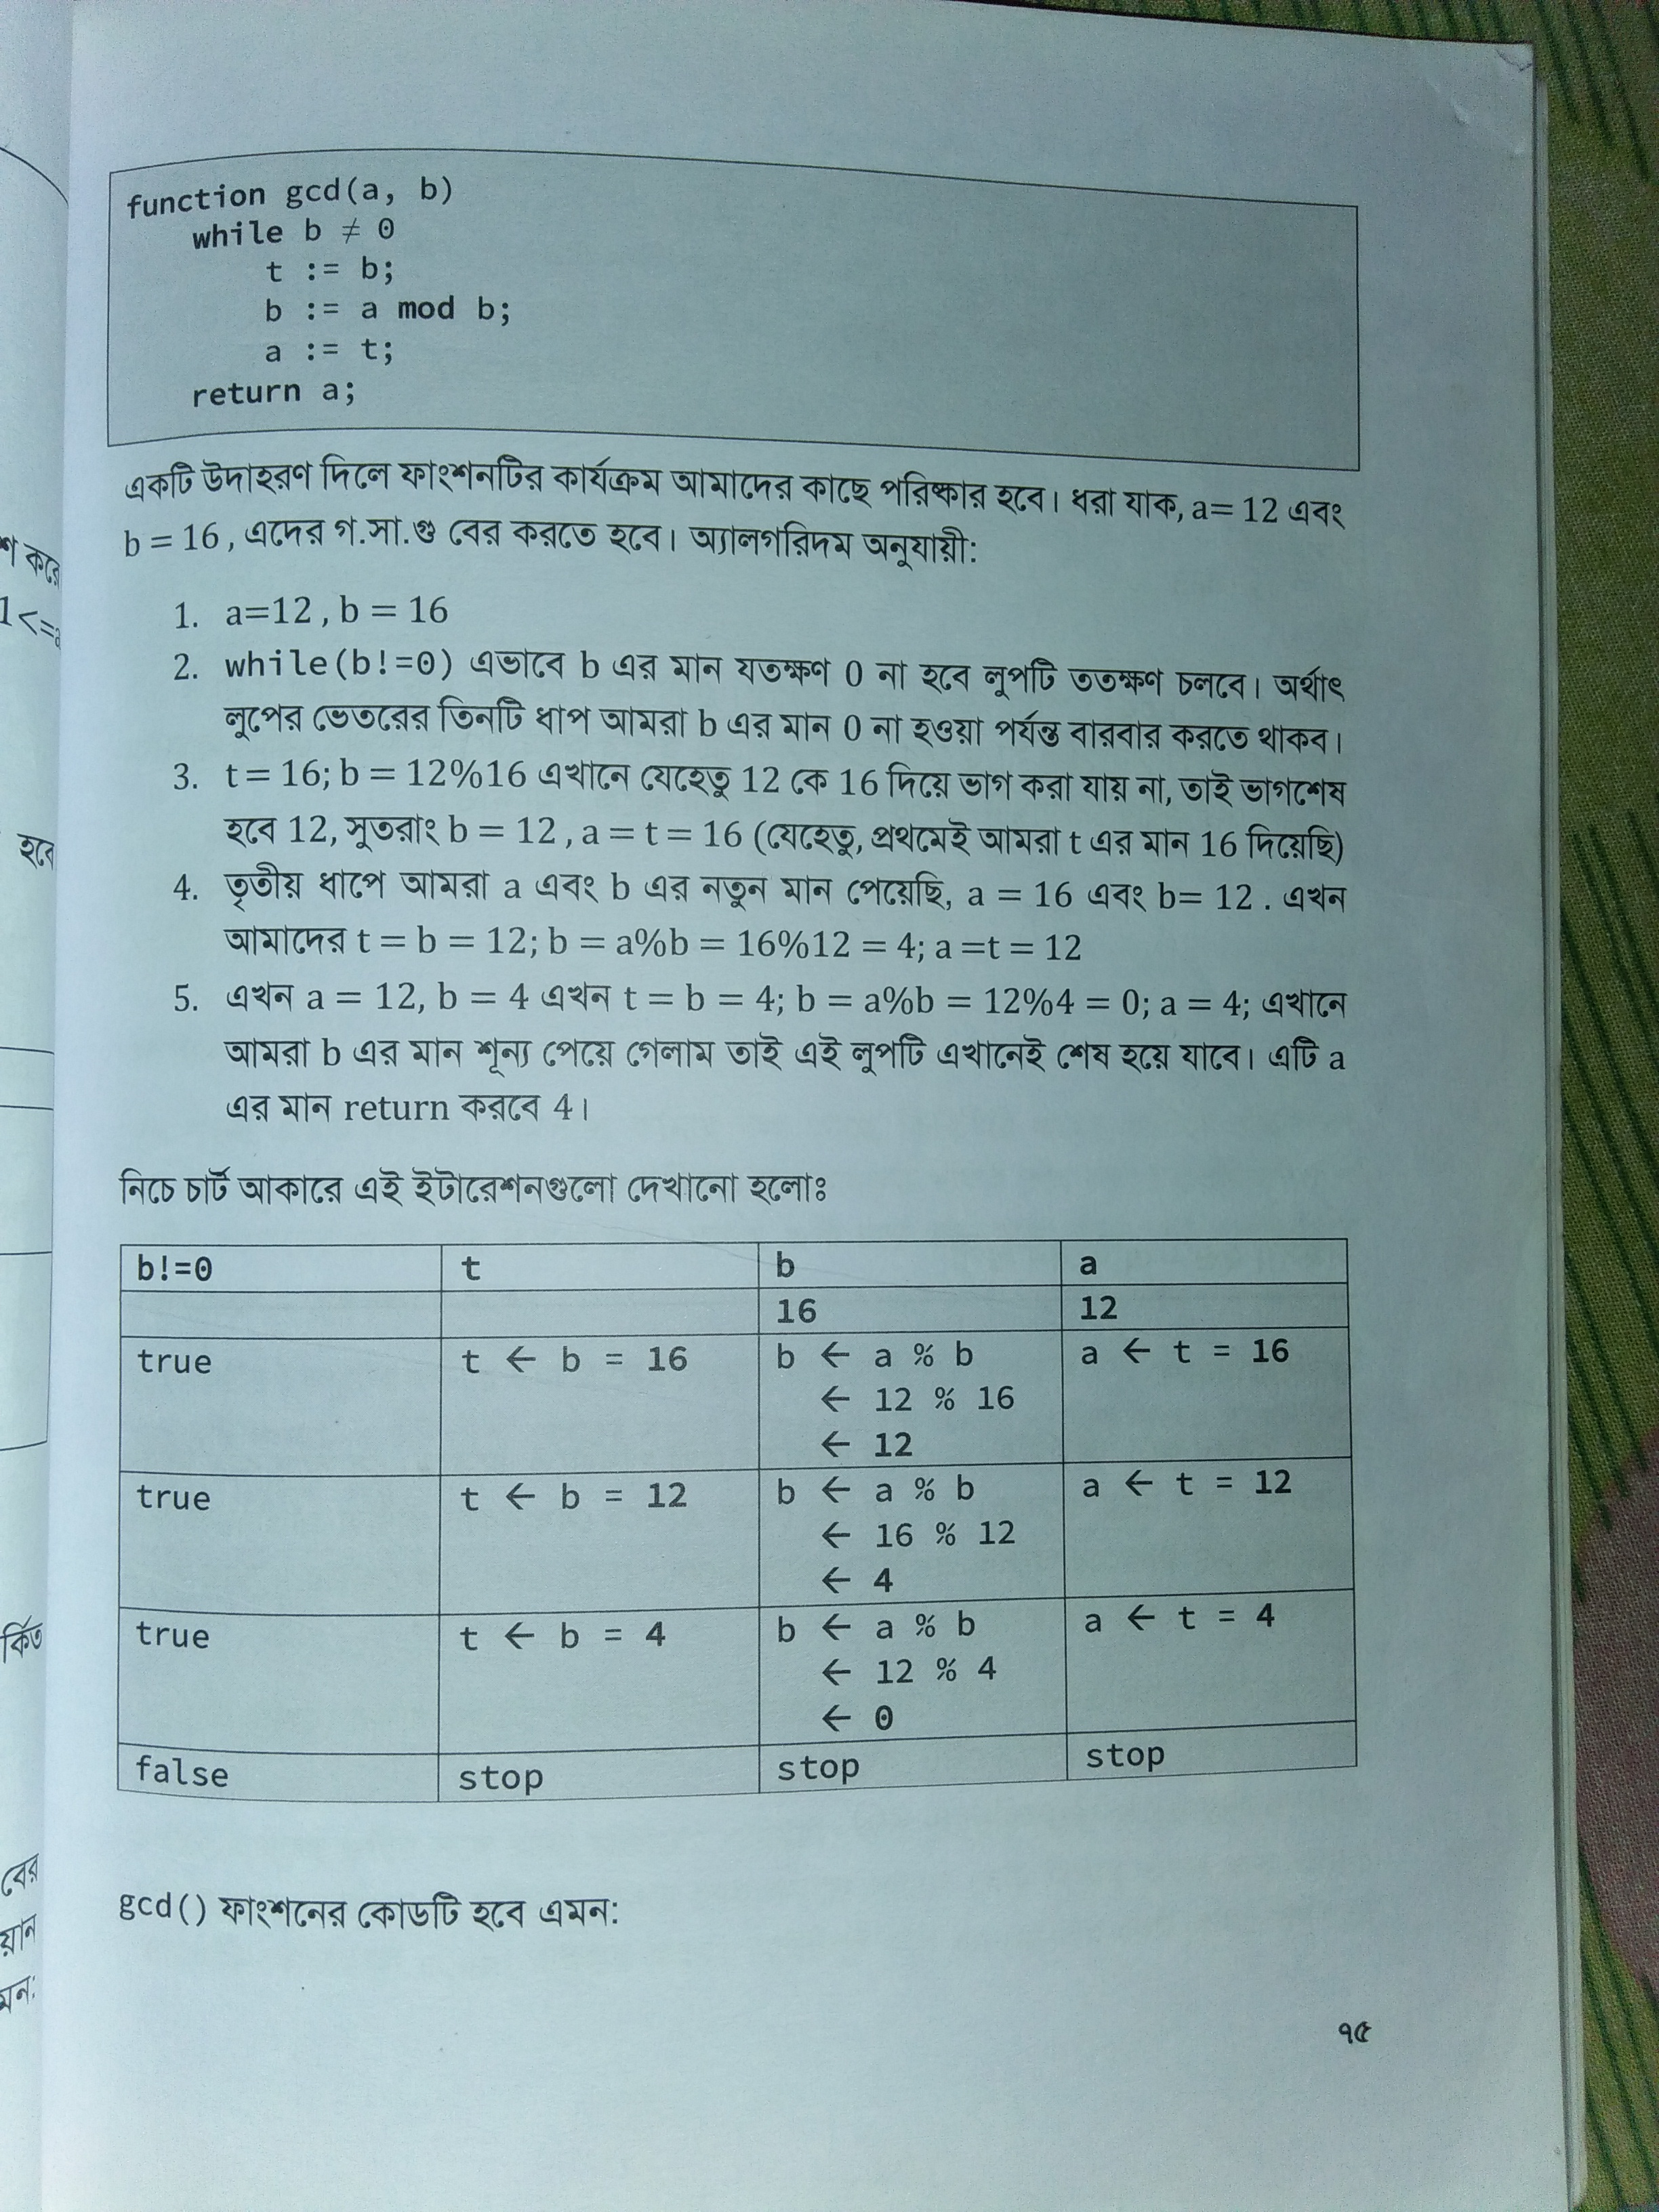 function gcd(a, b)
while b ≠ 0
t := b;
b := a mod b;
a := t;
return a;
একটি উদাহরণ দিলে ফাংশনটির কার্যক্রম আমাদের কাছে পরিষ্কার হবে। ধরা যাক, a= 12 এবং
b = 16 , এদের গ.সা.গু বের করতে হবে। অ্যালগরিদম অনুযায়ী:
1. a=12 , b = 16
2. while(b!=0) এভাবে b এর মান যতক্ষণ 0 না হবে লুপটি ততক্ষণ চলবে। অর্থাৎ
লুপের ভেতরের তিনটি ধাপ আমরা b এর মান 0 না হওয়া পর্যন্ত বারবার করতে থাকব।
3. t = 16; b = 12%16 এখানে যেহেতু 12 কে 16 দিয়ে ভাগ করা যায় না, তাই ভাগশেষ
হবে 12, সুতরাং b = 12 , a = t = 16 (যেহেতু, প্রথমেই আমরা t এর মান 16 দিয়েছি)
4. তৃতীয় ধাপে আমরা a এবং b এর নতুন মান পেয়েছি, a = 16 এবং b= 12 . এখন
আমাদের t = b = 12; b = a%b = 16%12 = 4; a =t = 12
5. এখন a = 12, b = 4 এখন t = b = 4; b = a%b = 12%4 = 0; a = 4; এখানে
আমরা b এর মান শূন্য পেয়ে গেলাম তাই এই লুপটি এখানেই শেষ হয়ে যাবে। এটি a
এর মান return করবে 4।
নিচে চার্ট আকারে এই ইটারেশনগুলো দেখানো হলোঃ
b!=0 t b a
16 12
true t ← b = 16 b ← a % b a ← t = 16
← 12 % 16
← 12
true t ← b = 12 b ← a % b a ← t = 12
← 16 % 12
← 4
true t ← b = 4 b ← a % b a ← t = 4
← 12 % 4
← 0
false stop stop stop
gcd() ফাংশনের কোডটি হবে এমন:
৭৫